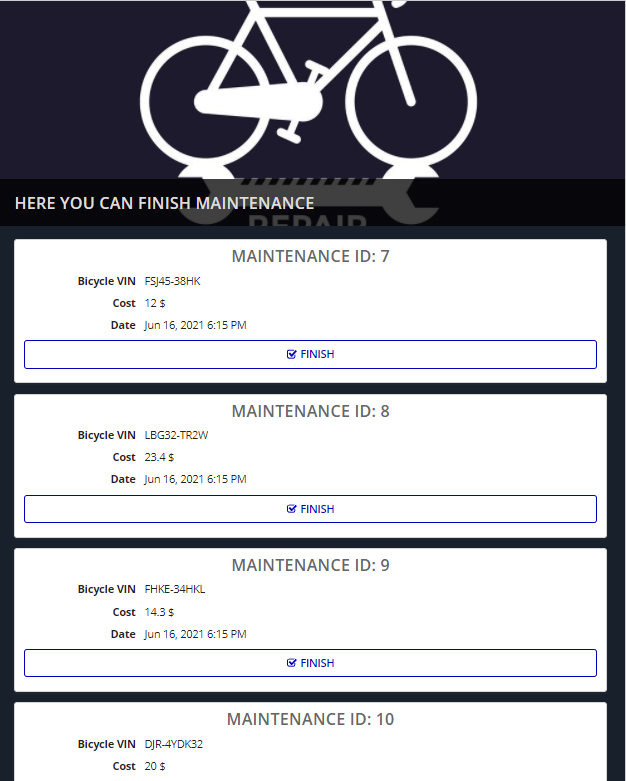 REPAIR
HERE YOU CAN FINISH MAINTENANCE
MAINTENANCE ID: 7
Bicycle VIN FSJ45-38HK
Cost 12 $
Date Jun 16, 2021 6:15 PM
FINISH
MAINTENANCE ID: 8
Bicycle VIN LBG32-TR2W
Cost 23.4 $
Date Jun 16, 2021 6:15 PM
FINISH
MAINTENANCE ID: 9
Bicycle VIN FHKE-34HKL
Cost 14.3 $
Date Jun 16, 2021 6:15 PM
FINISH
MAINTENANCE ID: 10
Bicycle VIN DJR-4YDK32
Cost 20 $